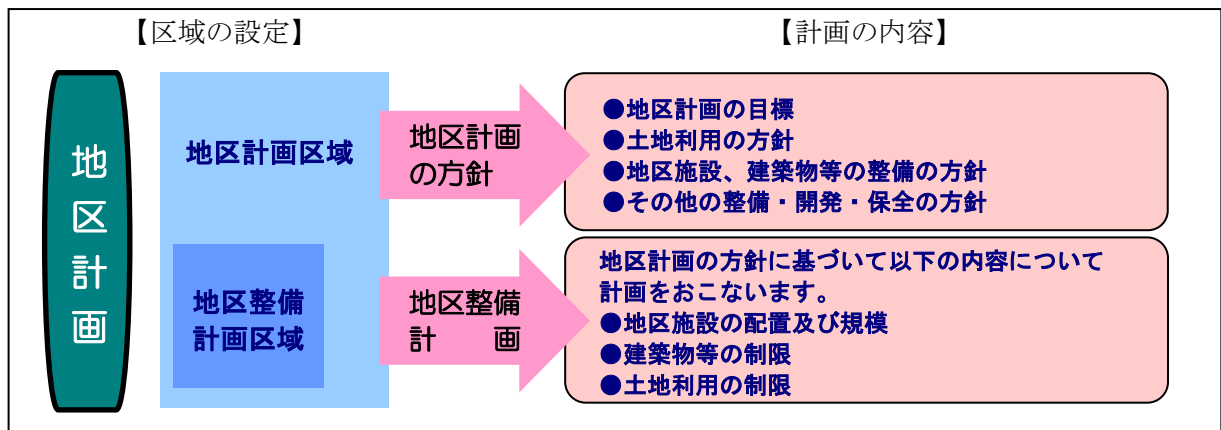 【区域の設定】
【計画の内容】
地区計画
地区計画区域
地区計画
の方針
●地区計画の目標
●土地利用の方針
●地区施設、建築物等の整備の方針
●その他の整備・開発・保全の方針
地区整備
計画区域
地区整備
計　　画
地区計画の方針に基づいて以下の内容について
計画をおこないます。
●地区施設の配置及び規模
●建築物等の制限
●土地利用の制限